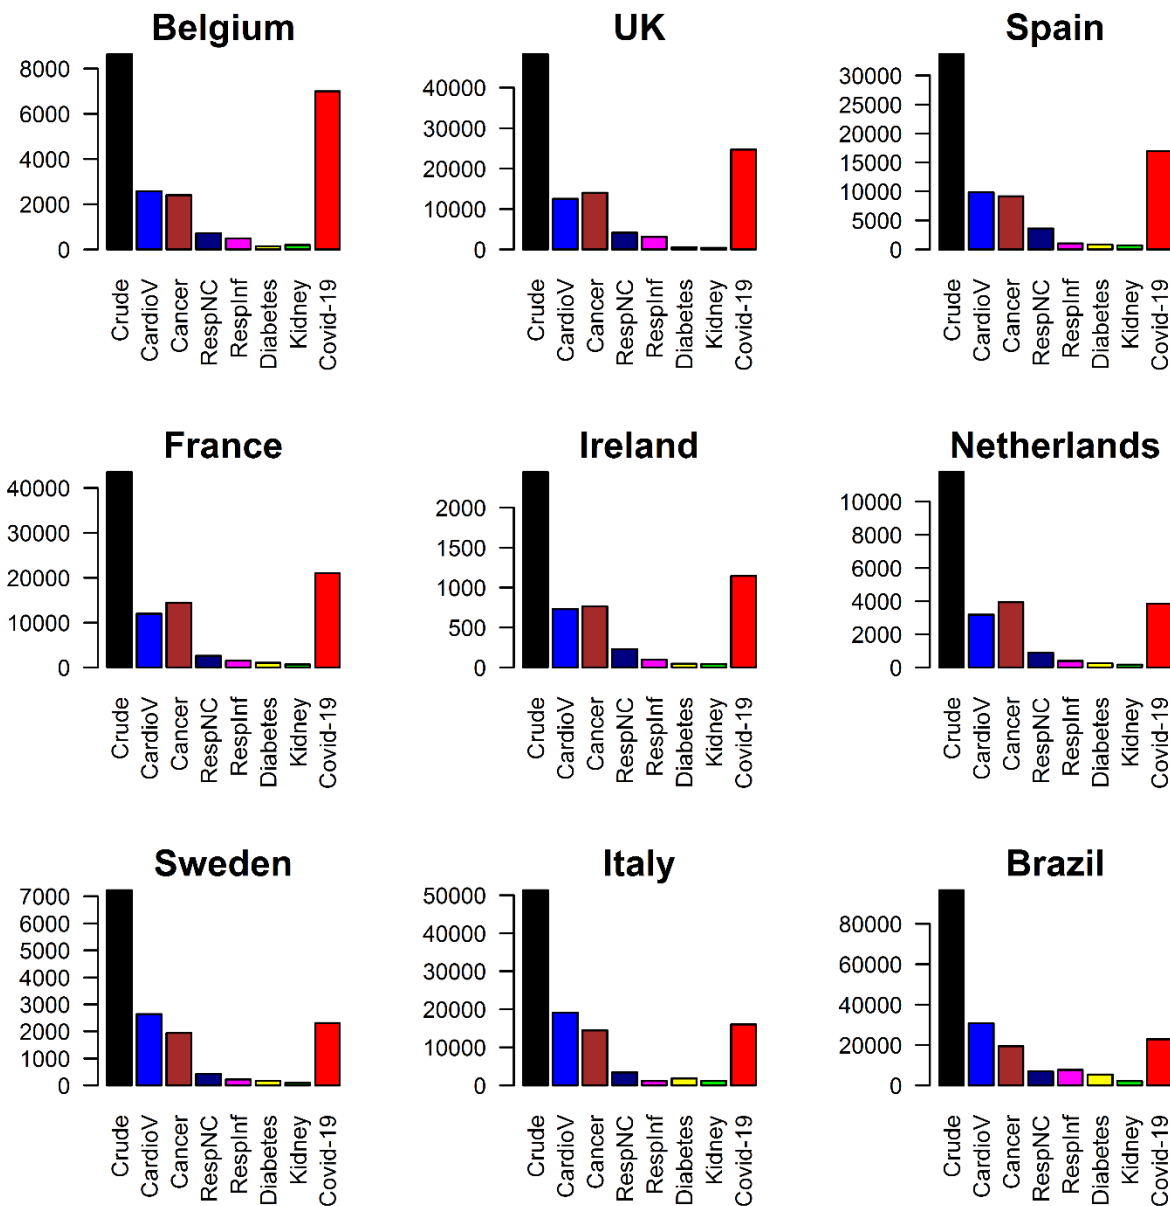 Belgium
8000
6000
4000
2000
0
Crude
CardioV
Cancer
RespNC
RespInf
Diabetes
Kidney
Covid-19
UK
40000
30000
20000
10000
0
Crude
CardioV
Cancer
RespNC
RespInf
Diabetes
Kidney
Covid-19
Spain
30000
25000
20000
15000
10000
5000
0
Crude
CardioV
Cancer
RespNC
RespInf
Diabetes
Kidney
Covid-19
France
40000
30000
20000
10000
0
Crude
CardioV
Cancer
RespNC
RespInf
Diabetes
Kidney
Covid-19
Ireland
2000
1500
1000
500
0
Crude
CardioV
Cancer
RespNC
RespInf
Diabetes
Kidney
Covid-19
Netherlands
10000
8000
6000
4000
2000
0
Crude
CardioV
Cancer
RespNC
RespInf
Diabetes
Kidney
Covid-19
Sweden
7000
6000
5000
4000
3000
2000
1000
0
Crude
CardioV
Cancer
RespNC
RespInf
Diabetes
Kidney
Covid-19
Italy
50000
40000
30000
20000
10000
0
Crude
CardioV
Cancer
RespNC
RespInf
Diabetes
Kidney
Covid-19
Brazil
80000
60000
40000
20000
0
Crude
CardioV
Cancer
RespNC
RespInf
Diabetes
Kidney
Covid-19